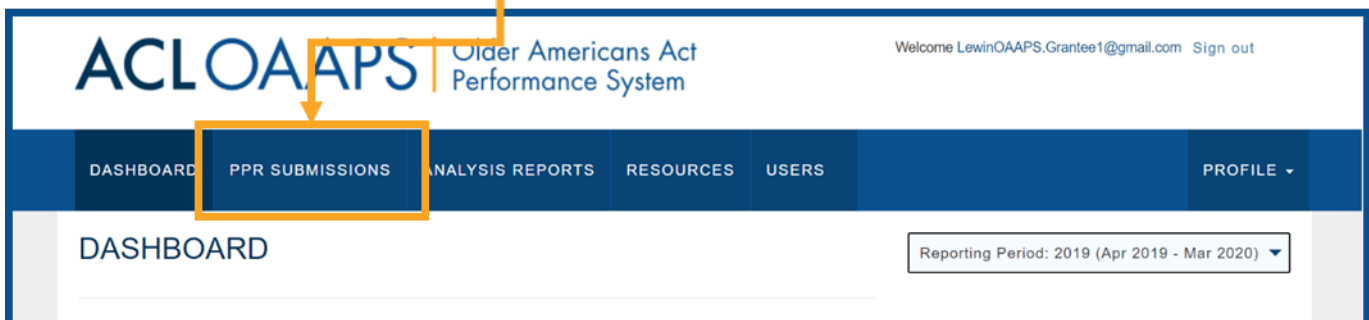 ACL OAAPS
Older Americans Act
Performance System
Welcome LewinOAAPS.Grantee1@gmail.com Sign out
DASHBOARD PPR SUBMISSIONS ANALYSIS REPORTS RESOURCES USERS PROFILE
DASHBOARD
Reporting Period: 2019 (Apr 2019 - Mar 2020)